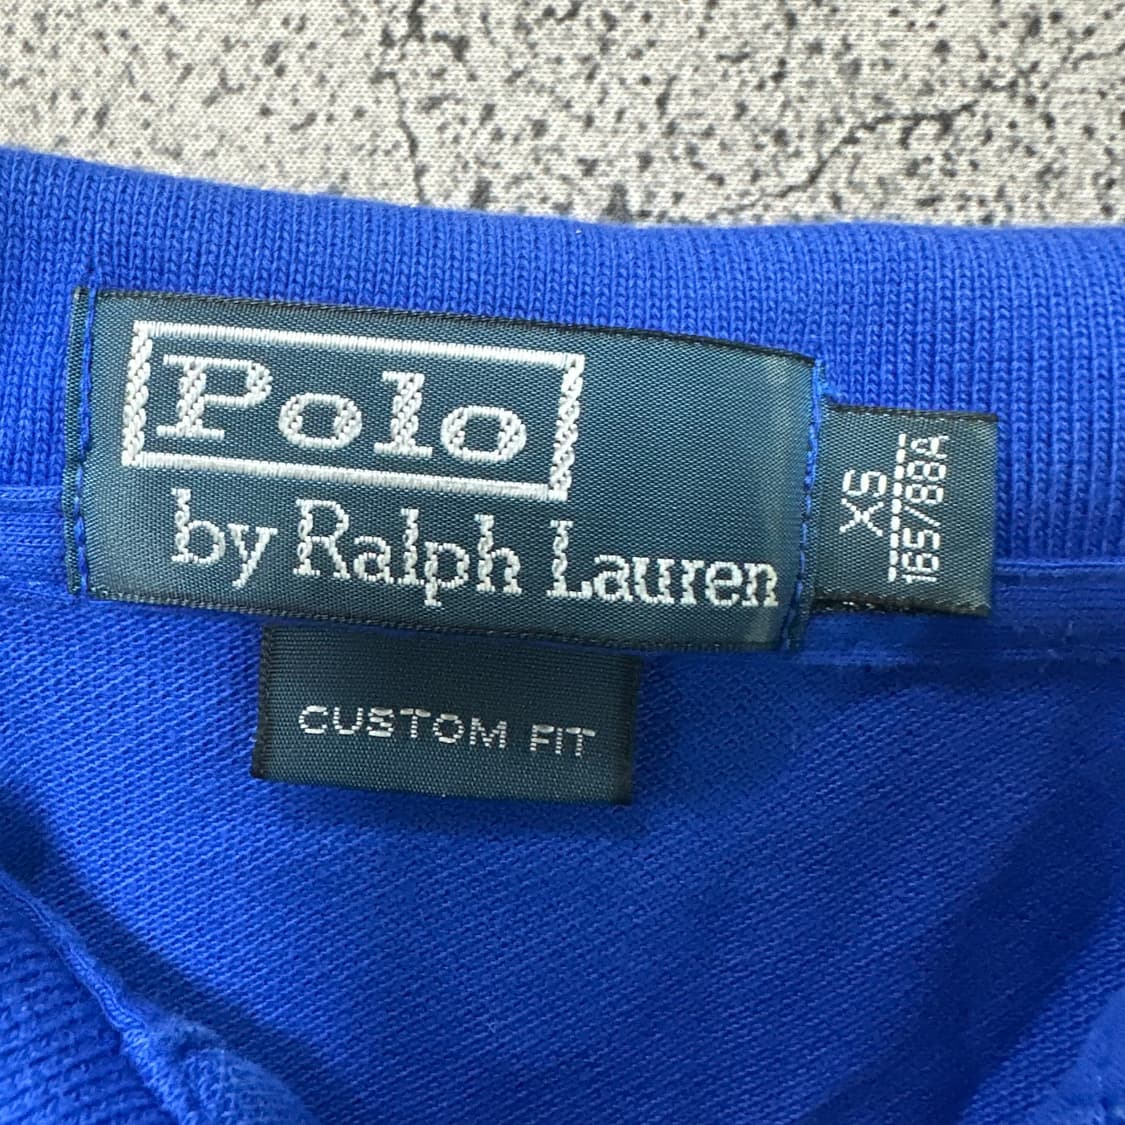 Polo
by Ralph Lauren
XS
165/88A
CUSTOM FIT